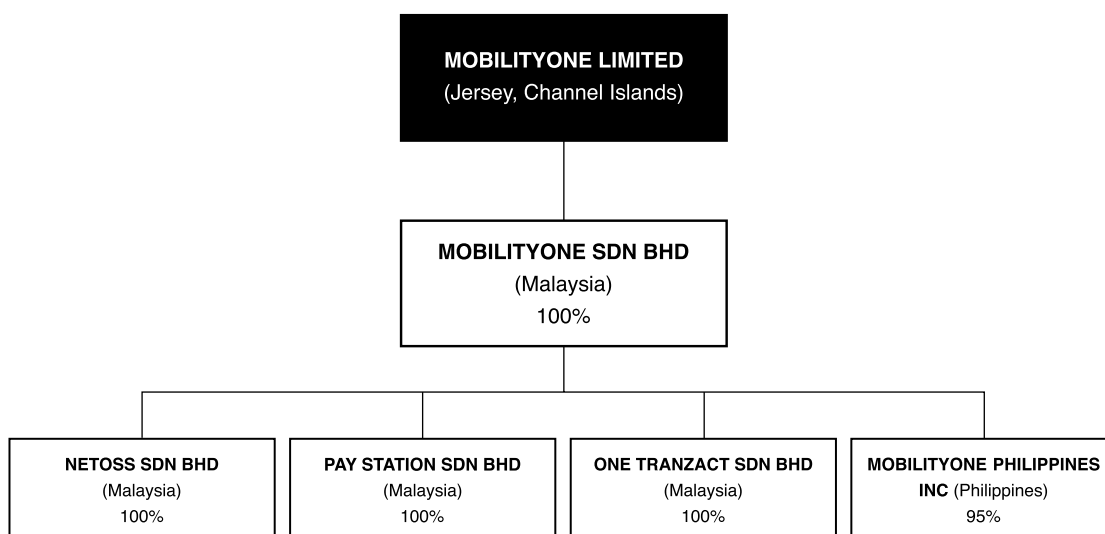 MOBILITYONE LIMITED
(Jersey, Channel Islands)
MOBILITYONE SDN BHD
(Malaysia)
100%
NETOSS SDN BHD
(Malaysia)
100%
PAY STATION SDN BHD
(Malaysia)
100%
ONE TRANZACT SDN BHD
(Malaysia)
100%
MOBILITYONE PHILIPPINES
INC (Philippines)
95%